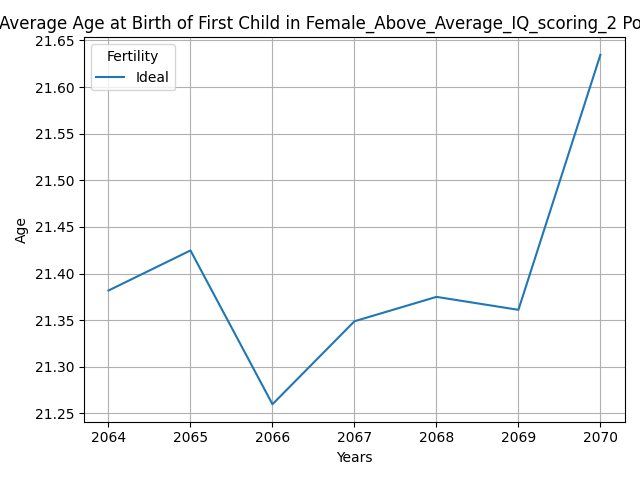 Average Age at Birth of First Child in Female_Above_Average_IQ_scoring_2 Po
21.65
21.60
21.55
21.50
21.45
21.40
21.35
21.30
21.25
Age
Fertility
Ideal
2064 2065 2066 2067 2068 2069 2070
Years